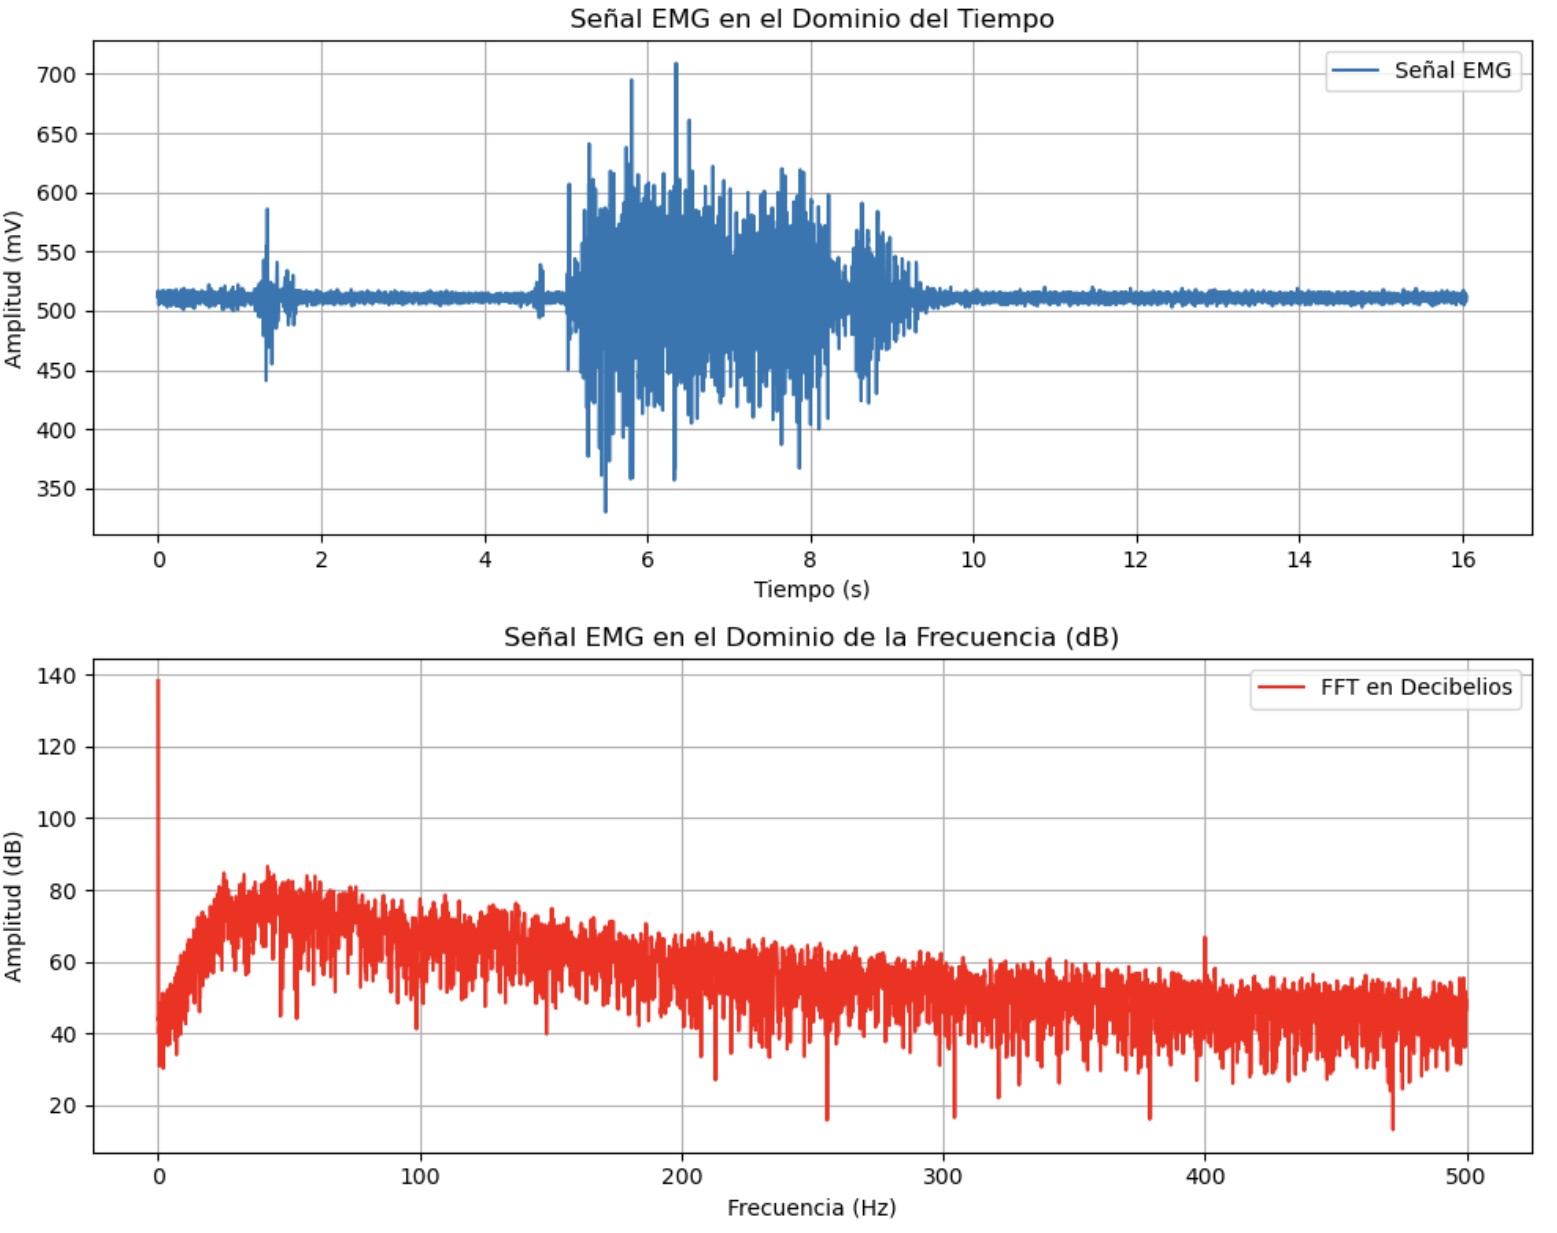 Señal EMG en el Dominio del Tiempo
Señal EMG
Amplitud (mV)
700
650
600
550
500
450
400
350
0 2 4 6 8 10 12 14 16
Tiempo (s)
Señal EMG en el Dominio de la Frecuencia (dB)
FFT en Decibelios
Amplitud (dB)
140
120
100
80
60
40
20
0 100 200 300 400 500
Frecuencia (Hz)